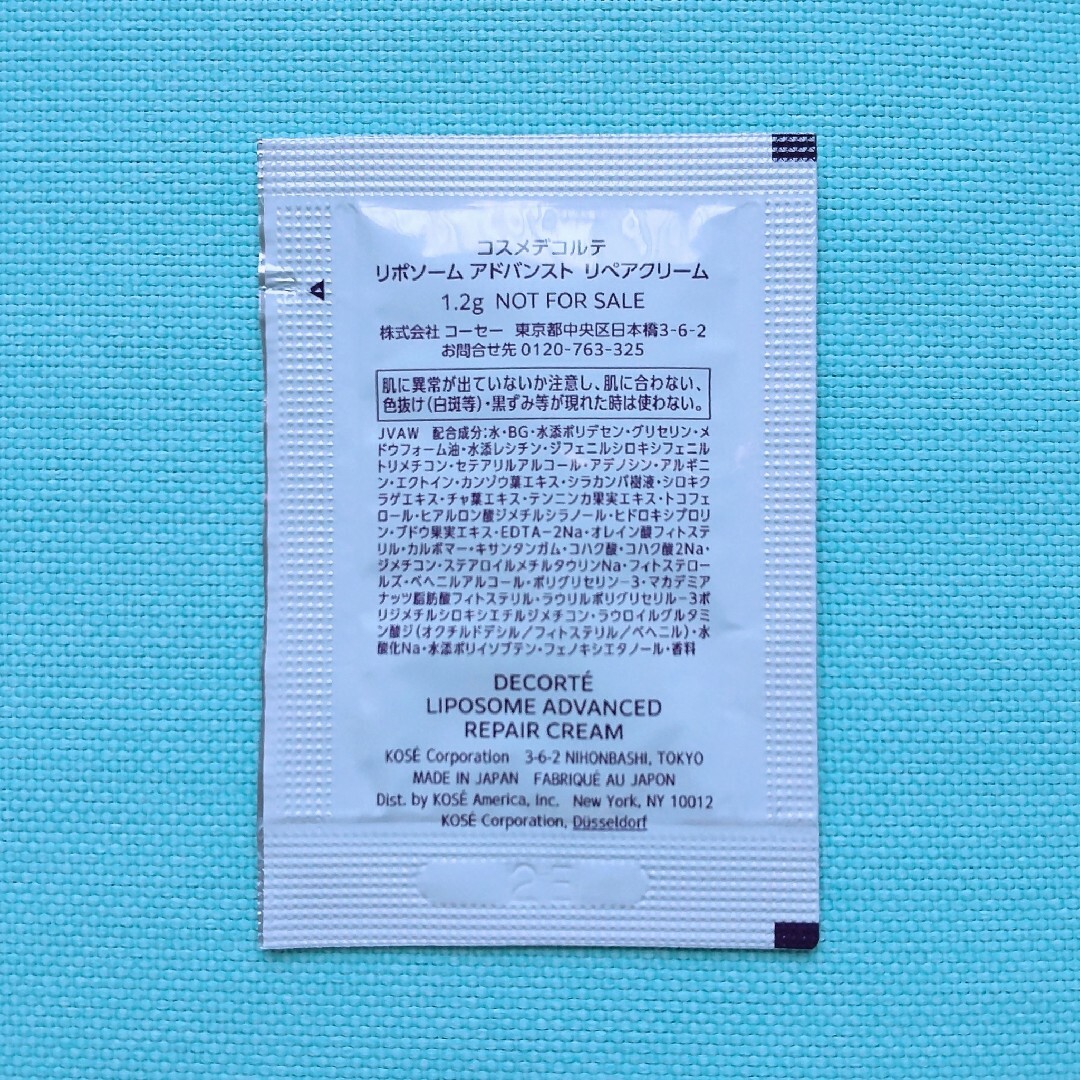 コスメデコルテ
リポソーム アドバンスト リペアクリーム
1.2g NOT FOR SALE
株式会社 コーセー 東京都中央区日本橋3-6-2
お問合せ先 0120-763-325
肌に異常が出ていないか注意し、肌に合わない、
色抜け(白斑等)・黒ずみ等が現れた時は使わない。
JVAW 配合成分:水・BG・水添ポリデセン・グリセリン・メ
ドウフォーム油・水添レシチン・ジフェニルシロキシフェニル
トリメチコン・セテアリルアルコール・アデノシン・アルギニ
ン・エクトイン・カンゾウ葉エキス・シラカンバ樹液・シロキク
ラゲエキス・チャ葉エキス・テンニンカ果実エキス・トコフェ
ロール・ヒアルロン酸ジメチルシラノール・ヒドロキシプロリ
ン・ブドウ果実エキス・EDTA-2Na・オレイン酸フィトステ
リル・カルボマー・キサンタンガム・コハク酸・コハク酸2Na・
ジメチコン・ステアロイルメチルタウリンNa・フィトステロー
ルズ・ベヘニルアルコール・ポリグリセリン-3・マカデミア
ナッツ脂肪酸フィトステリル・ラウリルポリグリセリル-3ポ
リジメチルシロキシエチルジメチコン・ラウロイルグルタミ
ン酸ジ(オクチルドデシル/フィトステリル/ベヘニル)・水
酸化Na・水添ポリイソブテン・フェノキシエタノール・香料
DECORTÉ
LIPOSOME ADVANCED
REPAIR CREAM
KOSÉ Corporation 3-6-2 NIHONBASHI, TOKYO
MADE IN JAPAN FABRIQUÉ AU JAPON
Dist. by KOSÉ America, Inc. New York, NY 10012
KOSÉ Corporation, Düsseldorf